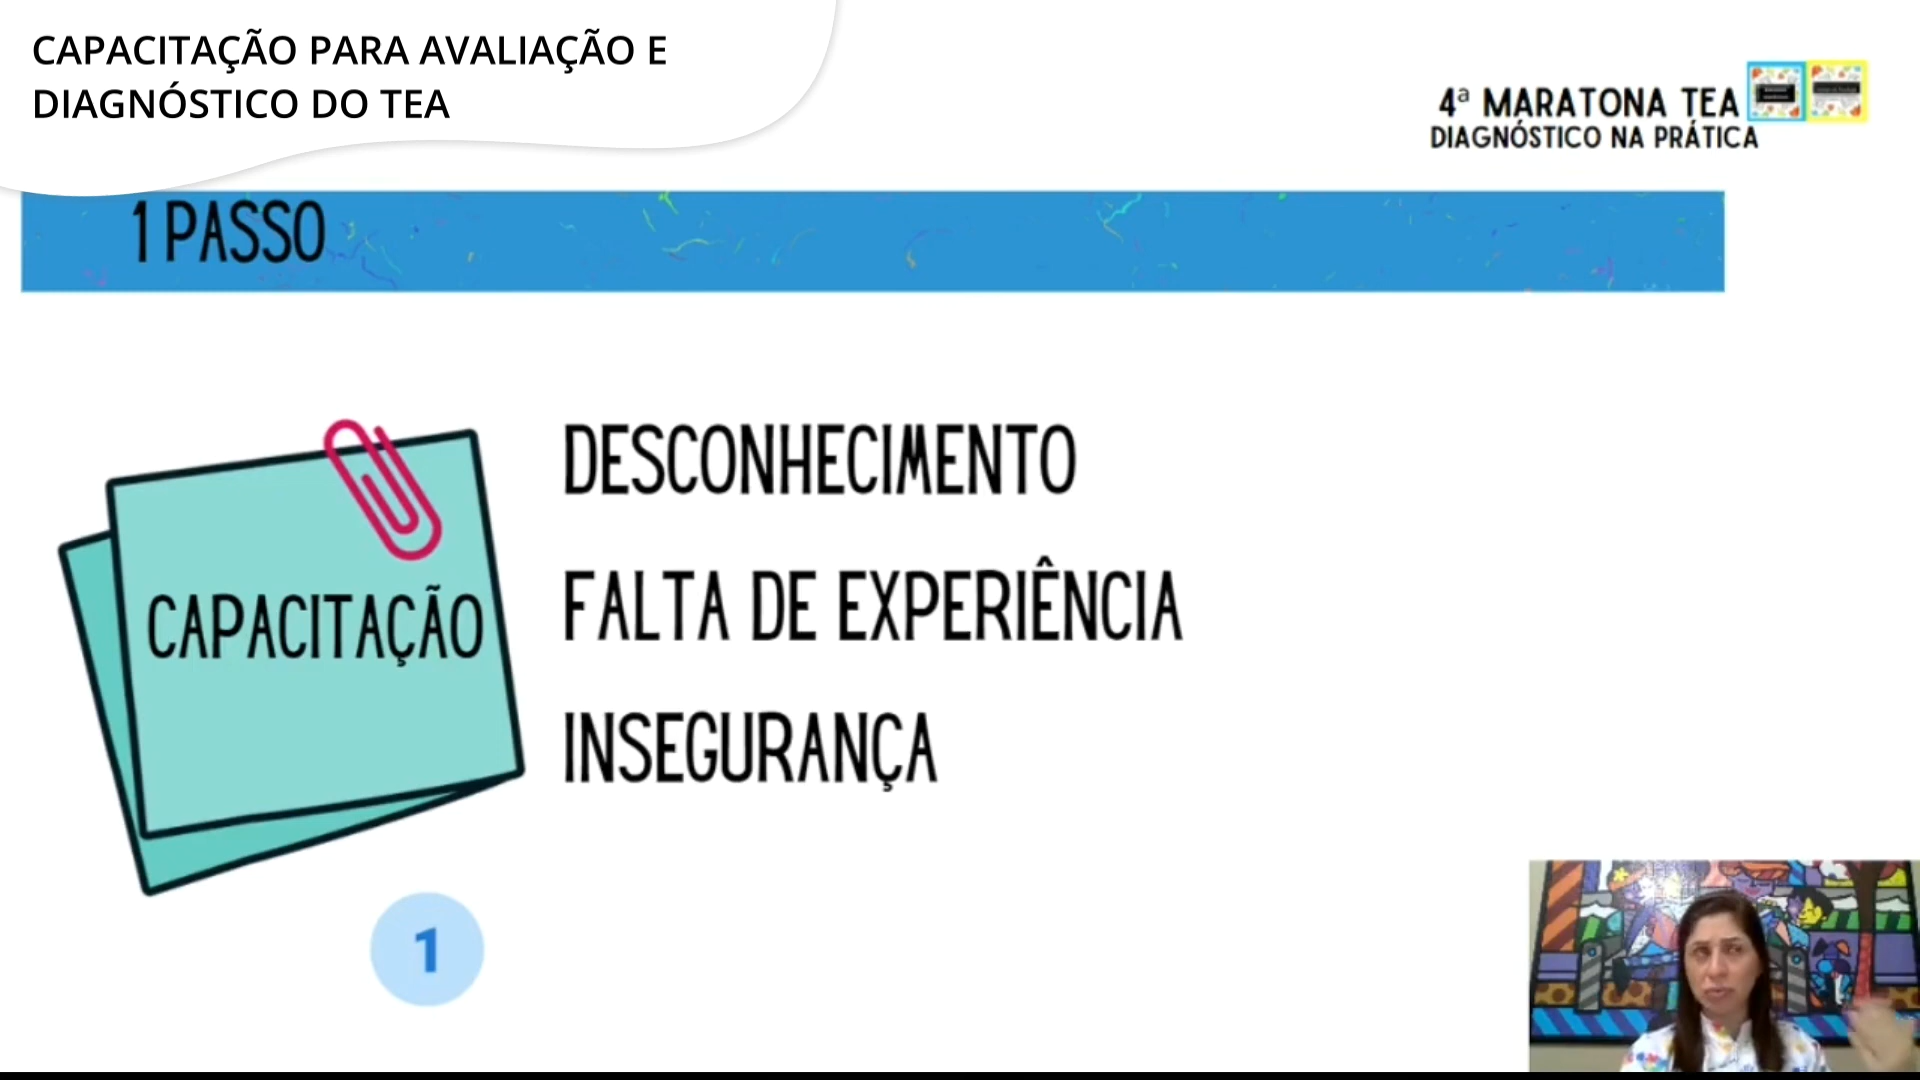 CAPACITAÇÃO PARA AVALIAÇÃO E
DIAGNÓSTICO DO TEA
4ª MARATONA TEA
DIAGNÓSTICO NA PRÁTICA
1 PASSO
CAPACITAÇÃO
DESCONHECIMENTO
FALTA DE EXPERIÊNCIA
INSEGURANÇA
1